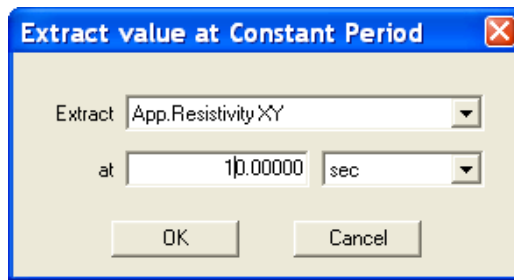 Extract value at Constant Period
Extract App.Resistivity XY
at 10.00000 sec
OK Cancel